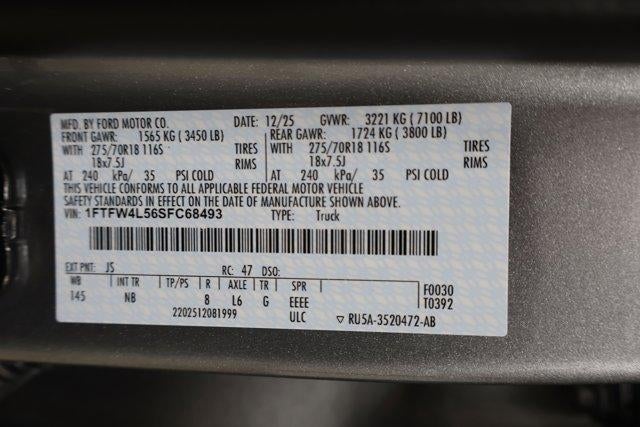 MFD. BY FORD MOTOR CO. DATE: 12/25 GVWR: 3221 KG ( 7100 LB)
FRONT GAWR: 1565 KG ( 3450 LB) REAR GAWR: 1724 KG ( 3800 LB)
WITH 275/70R18 116S TIRES WITH 275/70R18 116S TIRES
18x7.5J RIMS 18x7.5J RIMS
AT 240 kPa/ 35 PSI COLD AT 240 kPa/ 35 PSI COLD
THIS VEHICLE CONFORMS TO ALL APPLICABLE FEDERAL MOTOR VEHICLE
SAFETY STANDARDS IN EFFECT ON THE DATE OF MANUFACTURE SHOWN ABOVE.
VIN: 1FTFW4L56SFC68493 TYPE: Truck
EXT PNT: JS RC: 47 DSO:
WB INT TR TP/PS R AXLE TR SPR F0030
145 NB 8 L6 G EEEE T0392
2202512081999 ULC ▽ RU5A-3520472-AB